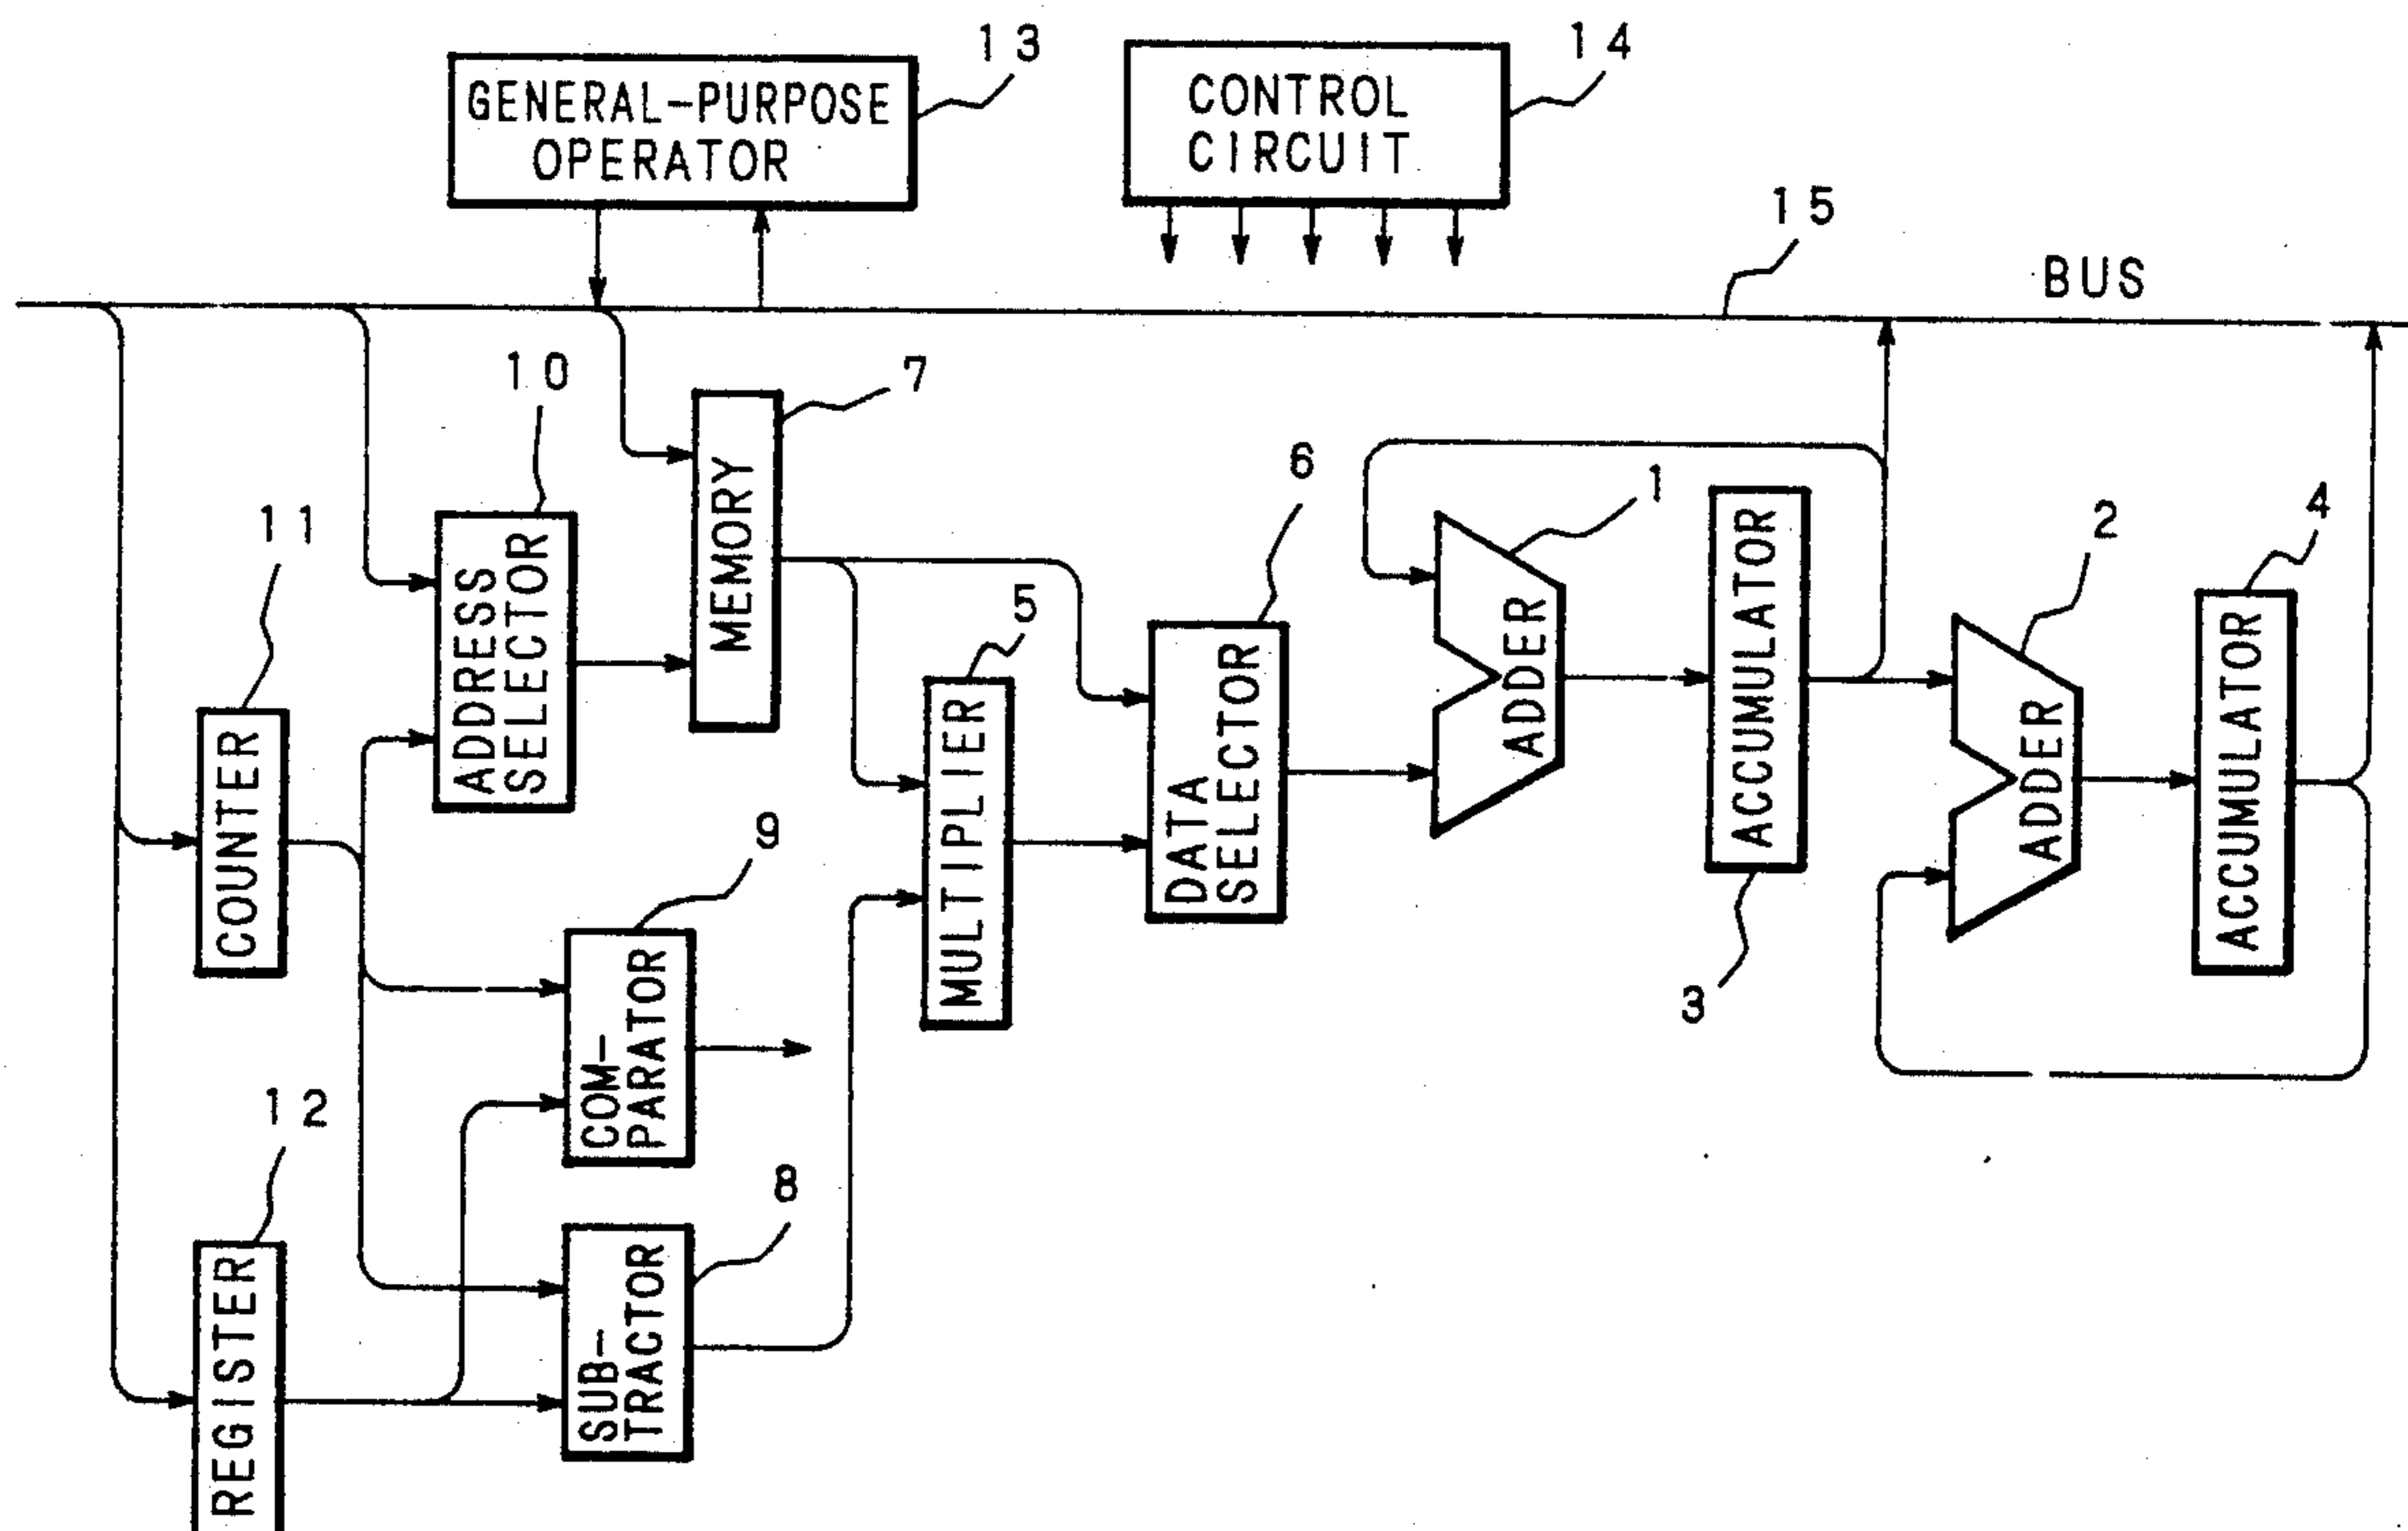 13
GENERAL-PURPOSE
OPERATOR
14
CONTROL
CIRCUIT
15
BUS
10
ADDRESS
SELECTOR
7
MEMORY
6
DATA
SELECTOR
1
ADDER
2
ADDER
4
ACCUMULATOR
11
COUNTER
5
MULTIPLIER
ACCUMULATOR
3
9
COM-
PARATOR
12
REGISTER
8
SUB-
TRACTOR